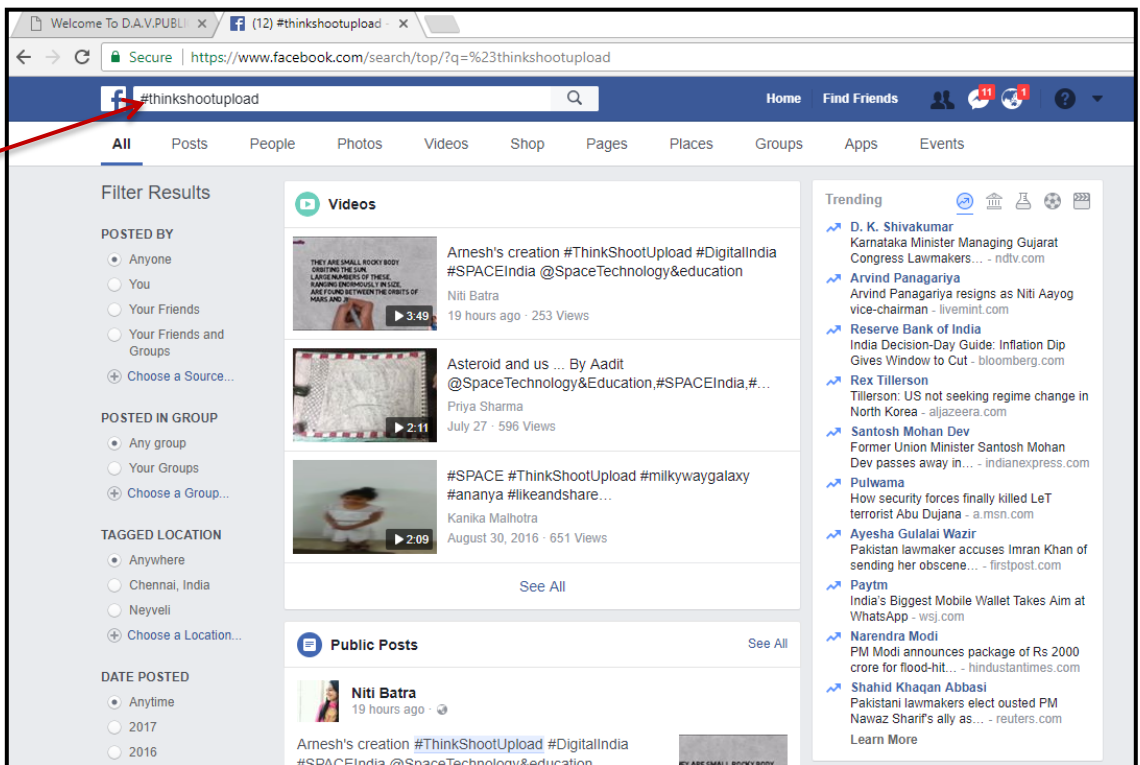 Welcome To D.A.V.PUBLI
(12) #thinkshootupload -
Secure | https://www.facebook.com/search/top/?q=%23thinkshootupload
f
#thinkshootupload
Home
Find Friends
11
1
?
All Posts People Photos Videos Shop Pages Places Groups Apps Events
Filter Results
POSTED BY
Anyone
You
Your Friends
Your Friends and
Groups
Choose a Source...
POSTED IN GROUP
Any group
Your Groups
Choose a Group...
TAGGED LOCATION
Anywhere
Chennai, India
Neyveli
Choose a Location...
DATE POSTED
Anytime
2017
2016
Videos
THEY ARE SMALL ROCKY BODY
ORBITING THE SUN.
LARGE NUMBERS OF THESE,
RANGING ENORMOUSLY IN SIZE,
ARE FOUND BETWEEN THE ORBITS OF
MARS AND
3:49
Arnesh's creation #ThinkShootUpload #DigitalIndia
#SPACEIndia @SpaceTechnology&education
Niti Batra
19 hours ago · 253 Views
2:11
Asteroid and us ... By Aadit
@SpaceTechnology&Education,#SPACEIndia,#...
Priya Sharma
July 27 · 596 Views
2:09
#SPACE #ThinkShootUpload #milkywaygalaxy
#ananya #likeandshare...
Kanika Malhotra
August 30, 2016 · 651 Views
See All
Public Posts
See All
Niti Batra
19 hours ago ·
Arnesh's creation #ThinkShootUpload #DigitalIndia
#SPACEIndia @SpaceTechnology&education
THEY ARE SMALL ROCKY BODY
Trending
D. K. Shivakumar
Karnataka Minister Managing Gujarat
Congress Lawmakers... - ndtv.com
Arvind Panagariya
Arvind Panagariya resigns as Niti Aayog
vice-chairman - livemint.com
Reserve Bank of India
India Decision-Day Guide: Inflation Dip
Gives Window to Cut - bloomberg.com
Rex Tillerson
Tillerson: US not seeking regime change in
North Korea - aljazeera.com
Santosh Mohan Dev
Former Union Minister Santosh Mohan
Dev passes away in... - indianexpress.com
Pulwama
How security forces finally killed LeT
terrorist Abu Dujana - a.msn.com
Ayesha Gulalai Wazir
Pakistan lawmaker accuses Imran Khan of
sending her obscene... - firstpost.com
Paytm
India's Biggest Mobile Wallet Takes Aim at
WhatsApp - wsj.com
Narendra Modi
PM Modi announces package of Rs 2000
crore for flood-hit... - hindustantimes.com
Shahid Khaqan Abbasi
Pakistani lawmakers elect ousted PM
Nawaz Sharif's ally as... - reuters.com
Learn More